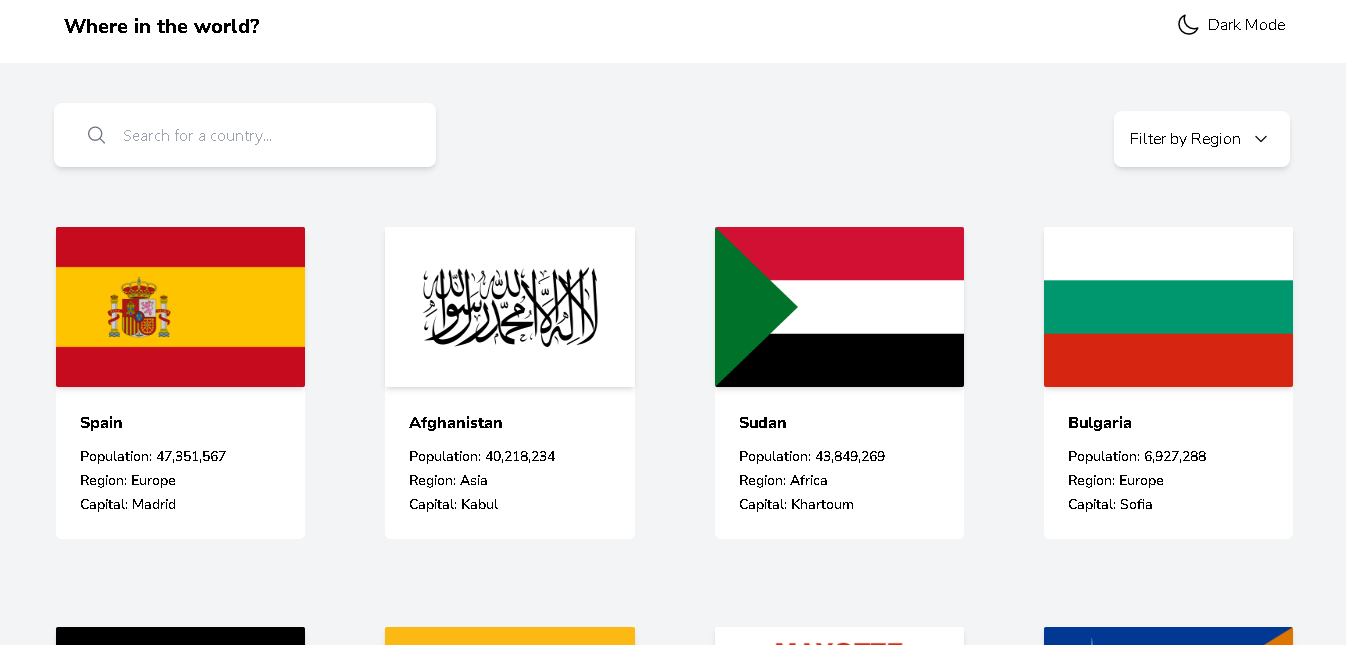 Where in the world?
Dark Mode
Search for a country...
Filter by Region
لا إله إلا الله محمد رسول الله
Spain
Population: 47,351,567
Region: Europe
Capital: Madrid
Afghanistan
Population: 40,218,234
Region: Asia
Capital: Kabul
Sudan
Population: 43,849,269
Region: Africa
Capital: Khartoum
Bulgaria
Population: 6,927,288
Region: Europe
Capital: Sofia
MAYOTTE